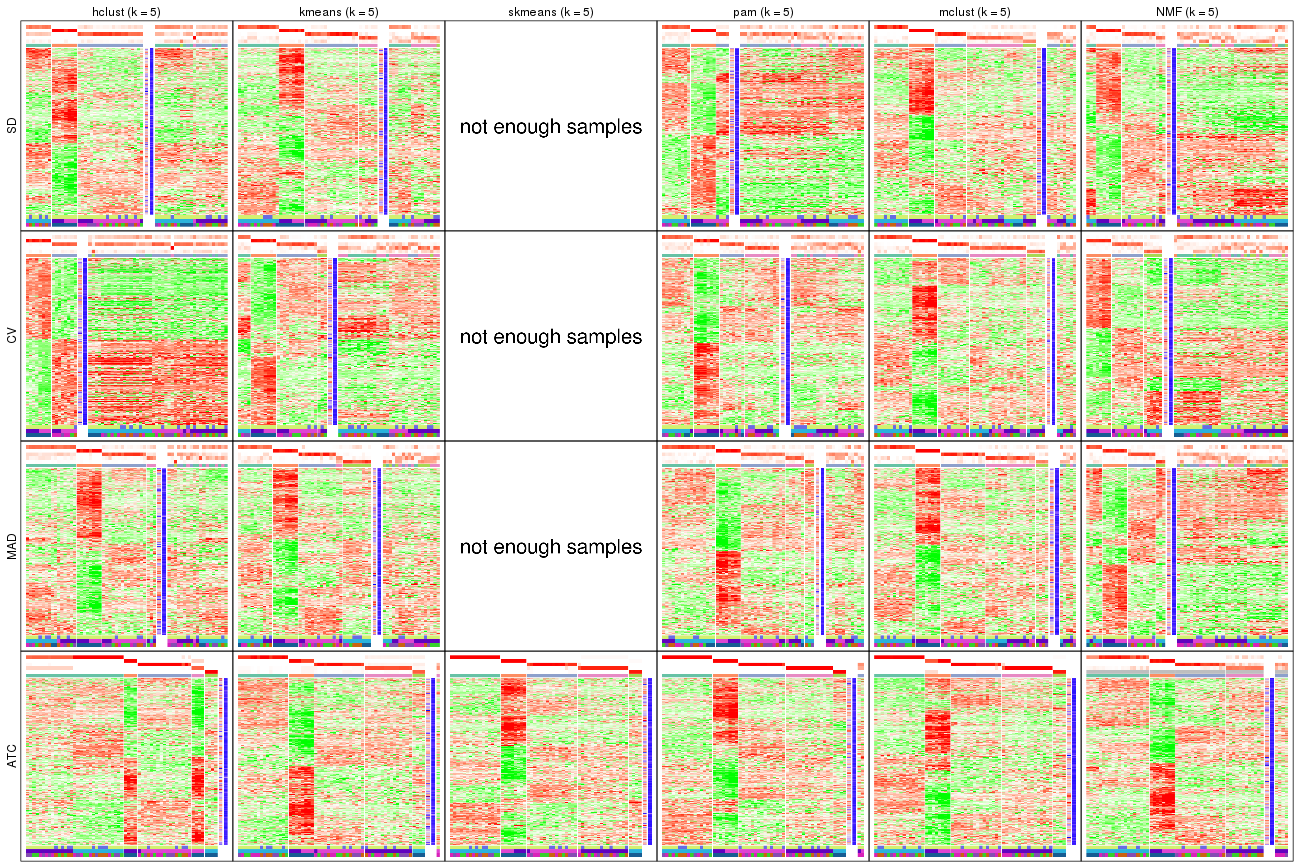 hclust (k = 5) kmeans (k = 5) skmeans (k = 5) pam (k = 5) mclust (k = 5) NMF (k = 5)
SD
not enough samples
CV
not enough samples
MAD
not enough samples
ATC